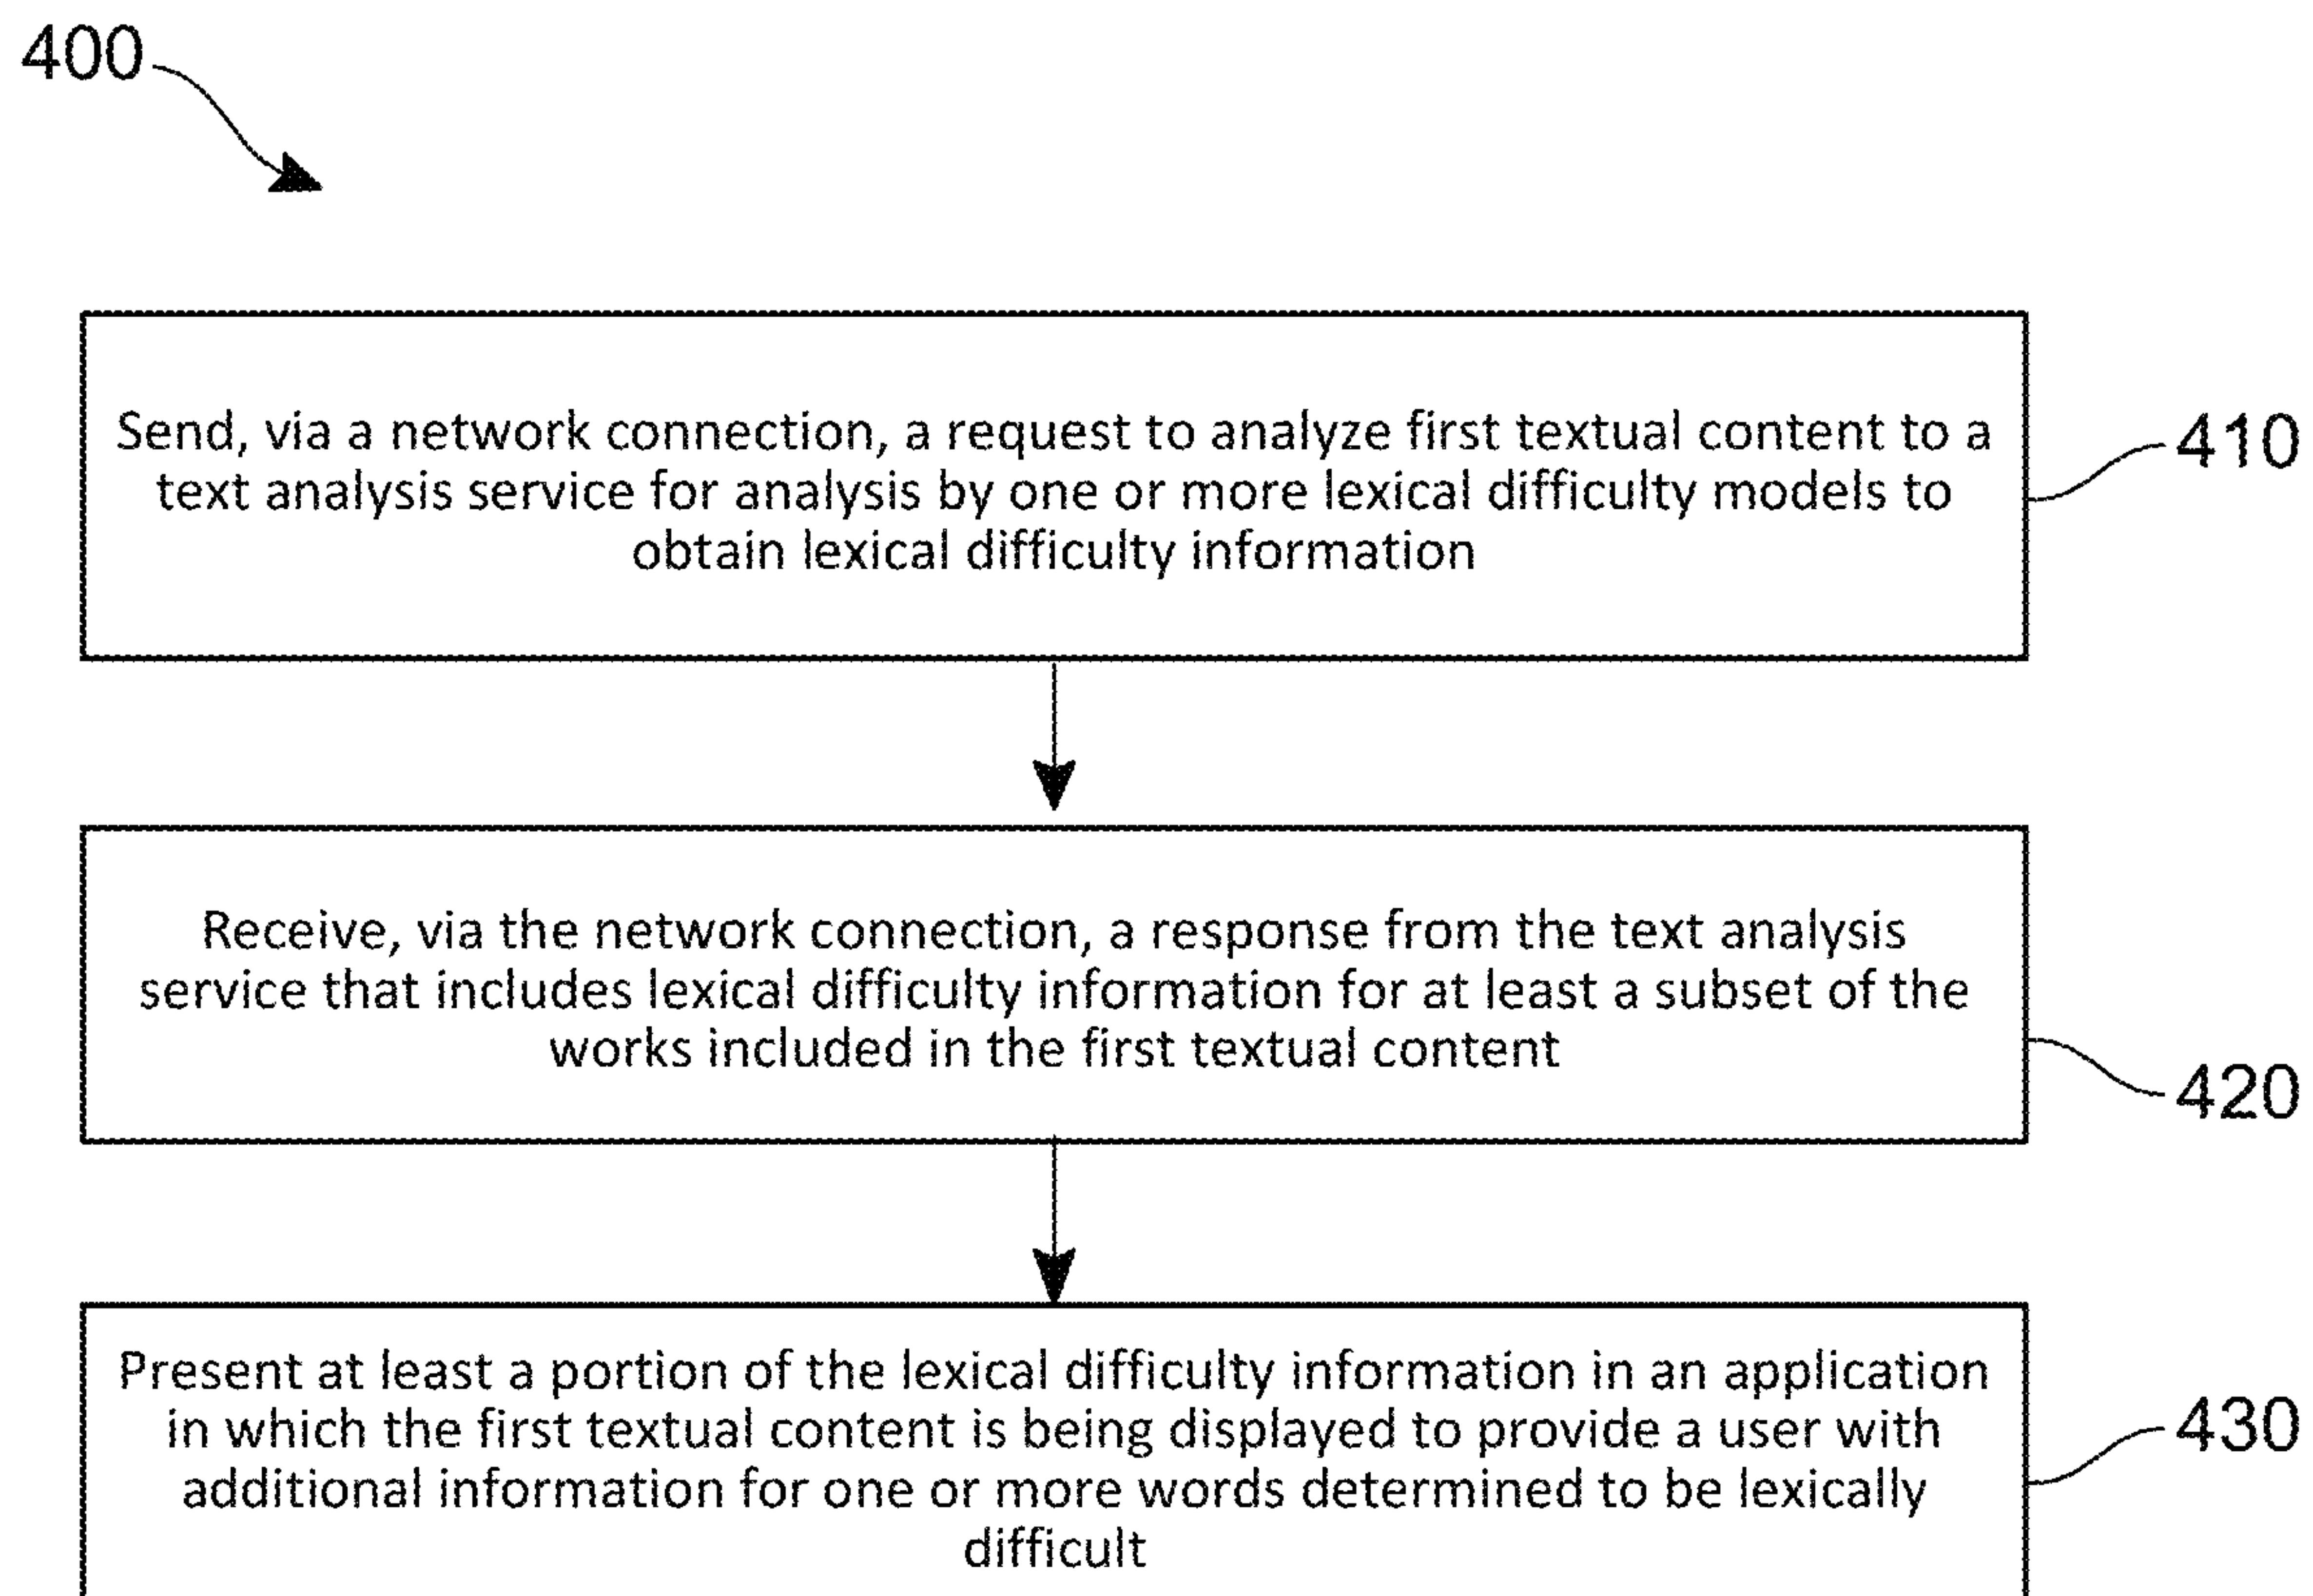 400
Send, via a network connection, a request to analyze first textual content to a
text analysis service for analysis by one or more lexical difficulty models to
obtain lexical difficulty information
410
Receive, via the network connection, a response from the text analysis
service that includes lexical difficulty information for at least a subset of the
works included in the first textual content
420
Present at least a portion of the lexical difficulty information in an application
in which the first textual content is being displayed to provide a user with
additional information for one or more words determined to be lexically
difficult
430